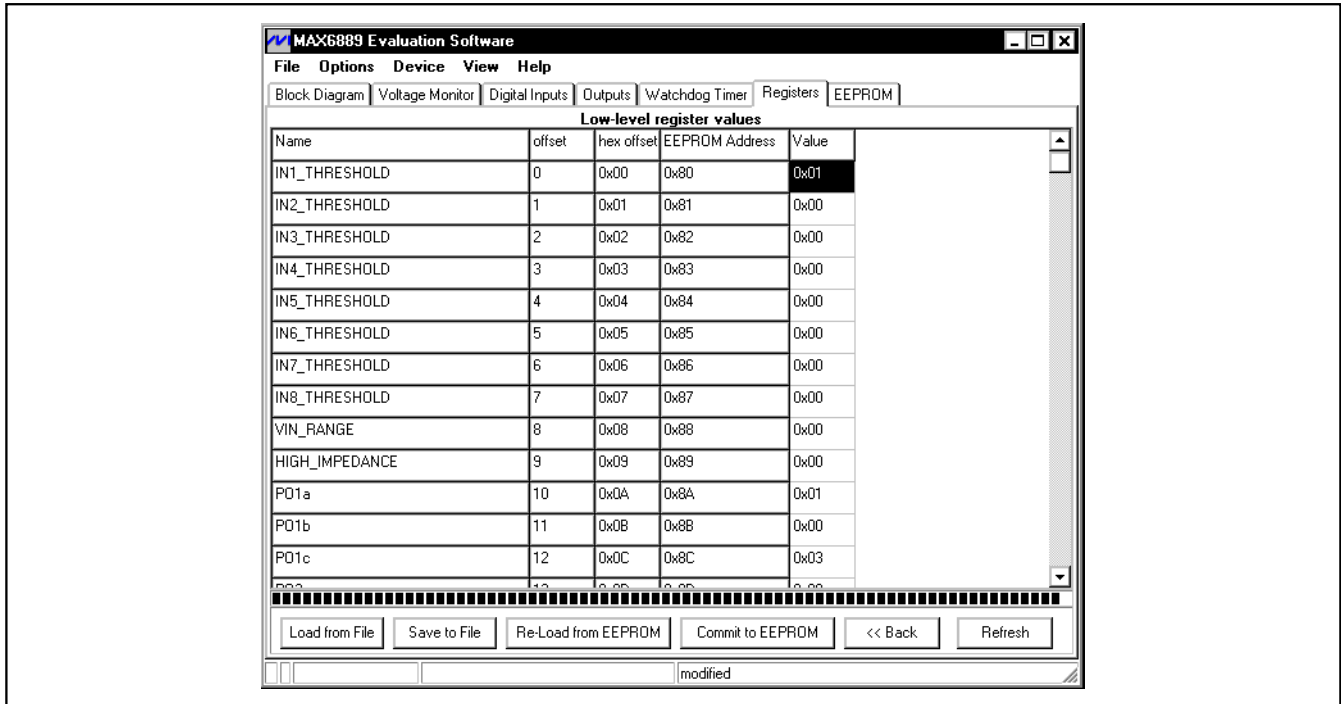 MAX6889 Evaluation Software
File Options Device View Help
Block Diagram Voltage Monitor Digital Inputs Outputs Watchdog Timer Registers EEPROM
Low-level register values
Name offset hex offset EEPROM Address Value
IN1_THRESHOLD 0 0x00 0x80 0x01
IN2_THRESHOLD 1 0x01 0x81 0x00
IN3_THRESHOLD 2 0x02 0x82 0x00
IN4_THRESHOLD 3 0x03 0x83 0x00
IN5_THRESHOLD 4 0x04 0x84 0x00
IN6_THRESHOLD 5 0x05 0x85 0x00
IN7_THRESHOLD 6 0x06 0x86 0x00
IN8_THRESHOLD 7 0x07 0x87 0x00
VIN_RANGE 8 0x08 0x88 0x00
HIGH_IMPEDANCE 9 0x09 0x89 0x00
PO1a 10 0x0A 0x8A 0x01
PO1b 11 0x0B 0x8B 0x00
PO1c 12 0x0C 0x8C 0x03
Load from File Save to File Re-Load from EEPROM Commit to EEPROM << Back Refresh
modified